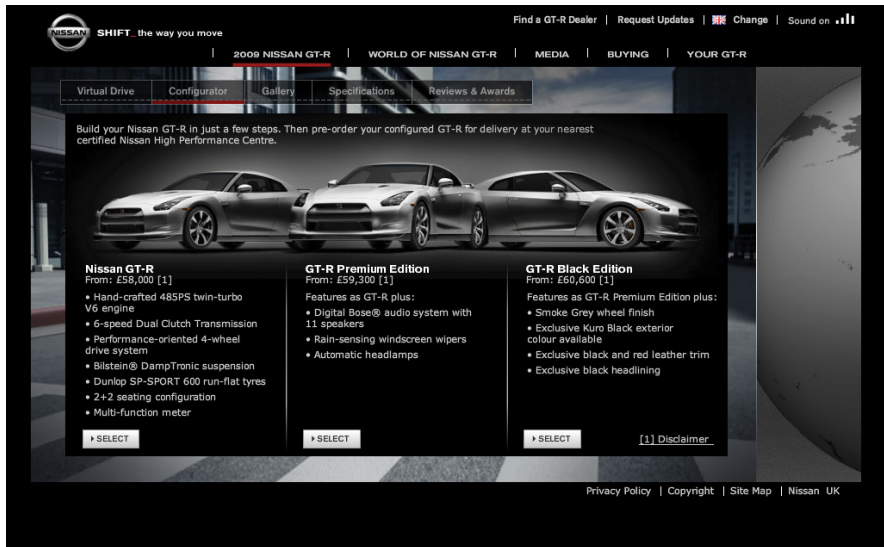 Find a GT-R Dealer | Request Updates | Change | Sound on
NISSAN SHIFT_the way you move
| 2009 NISSAN GT-R | WORLD OF NISSAN GT-R | MEDIA | BUYING | YOUR GT-R
Virtual Drive Configurator Gallery Specifications Reviews & Awards
Build your Nissan GT-R in just a few steps. Then pre-order your configured GT-R for delivery at your nearest
certified Nissan High Performance Centre.
Nissan GT-R
From: £58,000 [1]
• Hand-crafted 485PS twin-turbo
V6 engine
• 6-speed Dual Clutch Transmission
• Performance-oriented 4-wheel
drive system
• Bilstein® DampTronic suspension
• Dunlop SP-SPORT 600 run-flat tyres
• 2+2 seating configuration
• Multi-function meter
SELECT
GT-R Premium Edition
From: £59,300 [1]
Features as GT-R plus:
• Digital Bose® audio system with
11 speakers
• Rain-sensing windscreen wipers
• Automatic headlamps
SELECT
GT-R Black Edition
From: £60,600 [1]
Features as GT-R Premium Edition plus:
• Smoke Grey wheel finish
• Exclusive Kuro Black exterior
colour available
• Exclusive black and red leather trim
• Exclusive black headlining
SELECT
[1] Disclaimer
Privacy Policy | Copyright | Site Map | Nissan UK